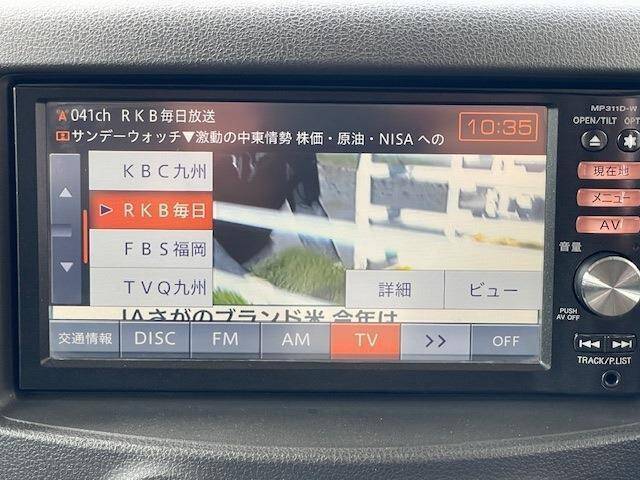 041ch RKB毎日放送
サンデーウォッチ▼激動の中東情勢 株価・原油・NISA への
10:35
KBC九州
RKB毎日
FBS福岡
TVQ九州
詳細
ビュー
JAさがのブランド米 今年は
交通情報
DISC
FM
AM
TV
>>
OFF
MP311D-W
OPEN/TILT
現在地
メニュー
AV
音量
PUSH
AV OFF
TRACK/P.LIST